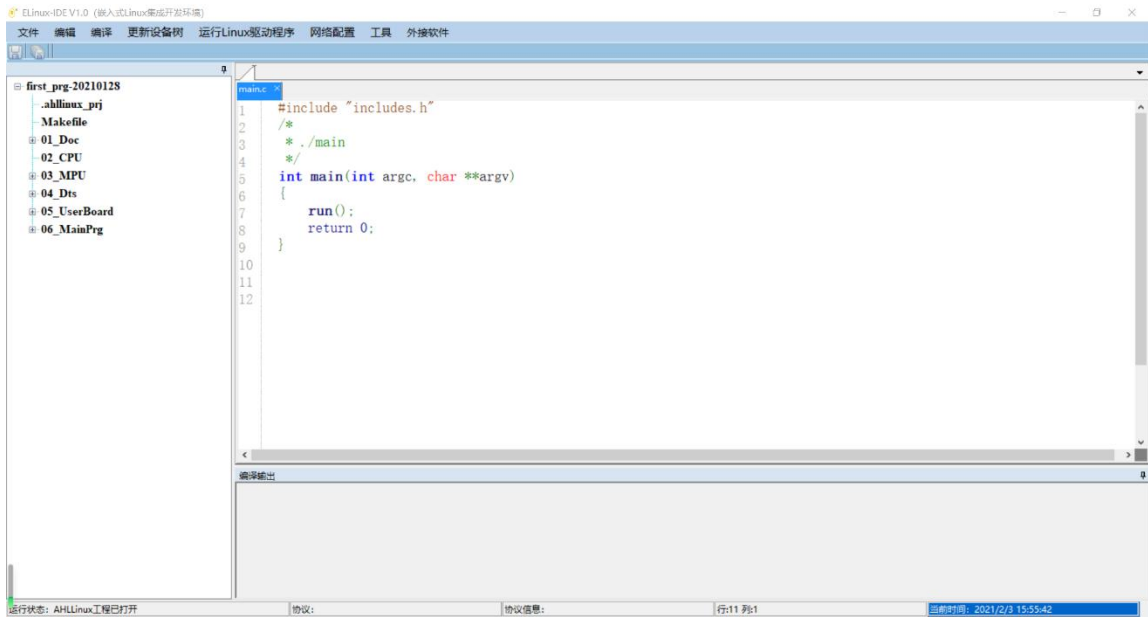 ELinux-IDE V1.0 (嵌入式Linux集成开发环境)
文件 编辑 编译 更新设备树 运行Linux驱动程序 网络配置 工具 外接软件
first_prg-20210128
.ahllinux_prj
Makefile
01_Doc
02_CPU
03_MPU
04_Dts
05_UserBoard
06_MainPrg
main.c
1 #include "includes.h"
2 /*
3 * ./main
4 */
5 int main(int argc, char **argv)
6 {
7 run();
8 return 0;
9 }
10
11
12
编译输出
运行状态: AHLLinux工程已打开 协议: 协议信息: 行:11 列:1 当前时间: 2021/2/3 15:55:42